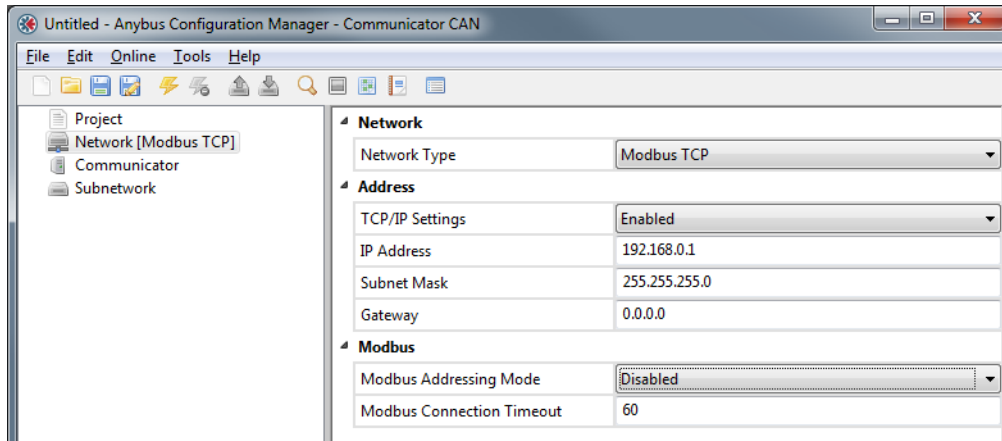 Untitled - Anybus Configuration Manager - Communicator CAN
File Edit Online Tools Help
Project
Network [Modbus TCP]
Communicator
Subnetwork
Network
Network Type Modbus TCP
Address
TCP/IP Settings Enabled
IP Address 192.168.0.1
Subnet Mask 255.255.255.0
Gateway 0.0.0.0
Modbus
Modbus Addressing Mode Disabled
Modbus Connection Timeout 60